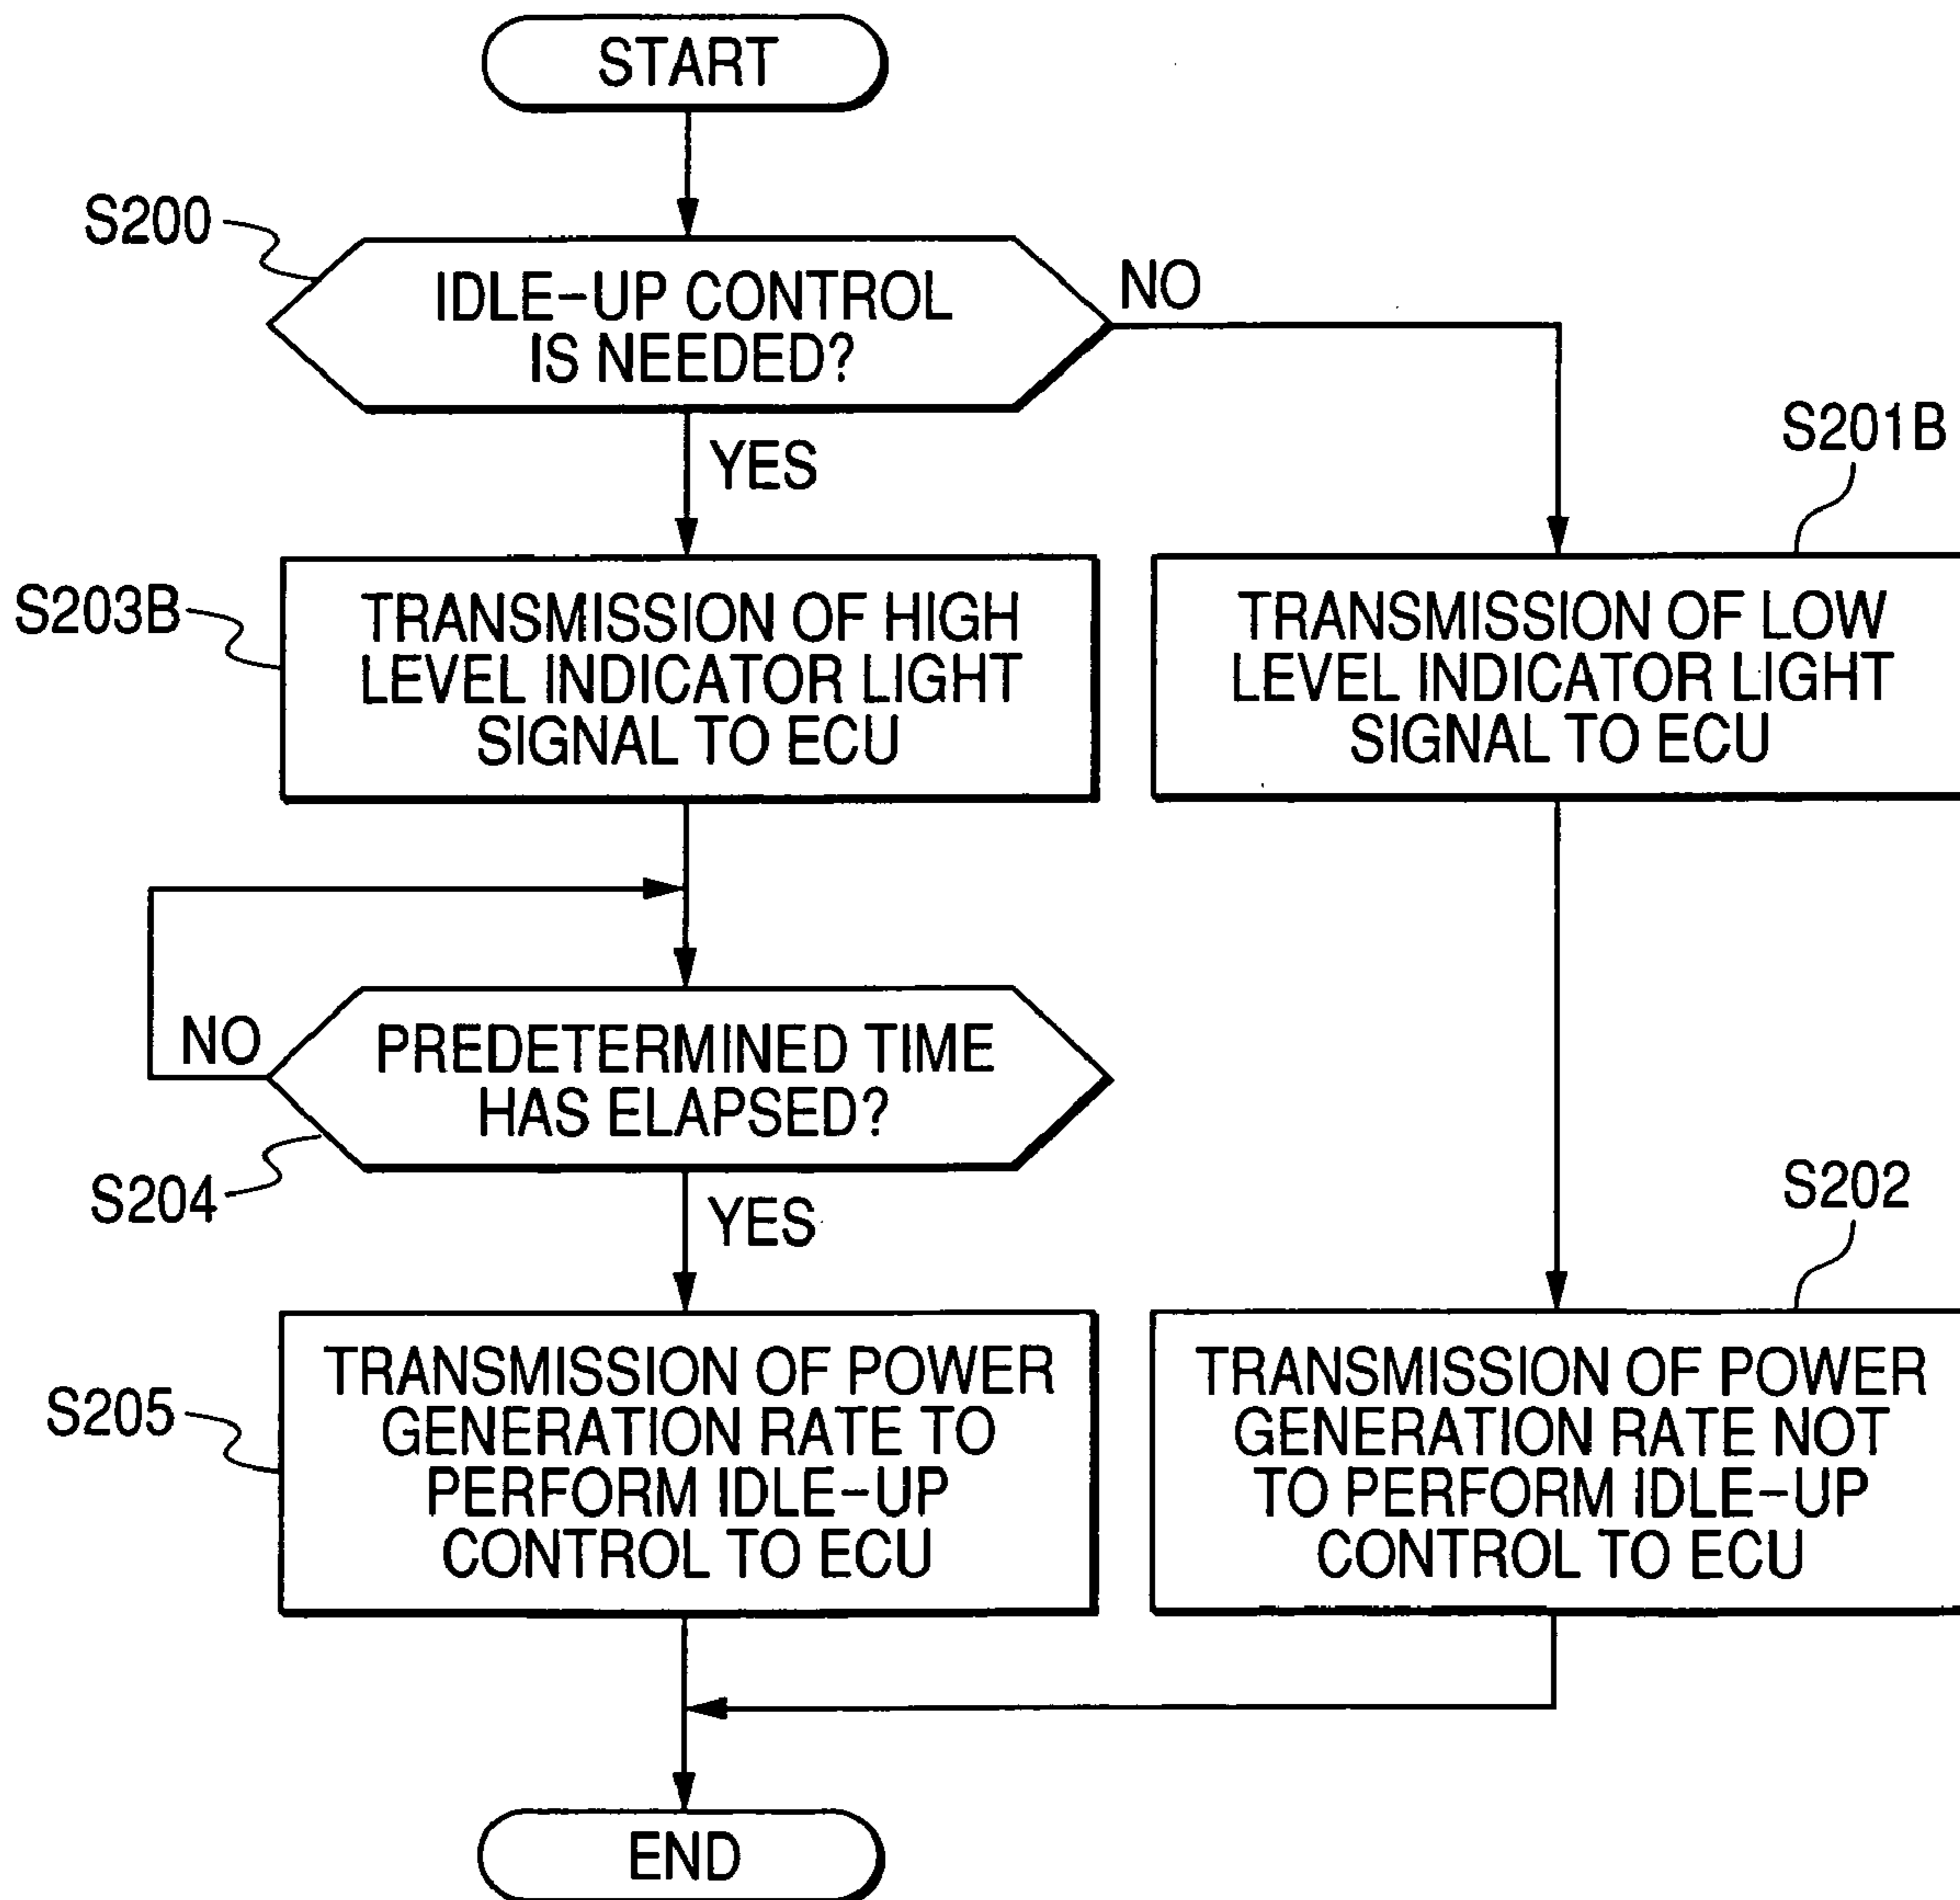 START
S200
IDLE-UP CONTROL
IS NEEDED?
NO
YES
S201B
S203B
TRANSMISSION OF HIGH
LEVEL INDICATOR LIGHT
SIGNAL TO ECU
TRANSMISSION OF LOW
LEVEL INDICATOR LIGHT
SIGNAL TO ECU
NO
PREDETERMINED TIME
HAS ELAPSED?
S204
YES
S202
S205
TRANSMISSION OF POWER
GENERATION RATE TO
PERFORM IDLE-UP
CONTROL TO ECU
TRANSMISSION OF POWER
GENERATION RATE NOT
TO PERFORM IDLE-UP
CONTROL TO ECU
END